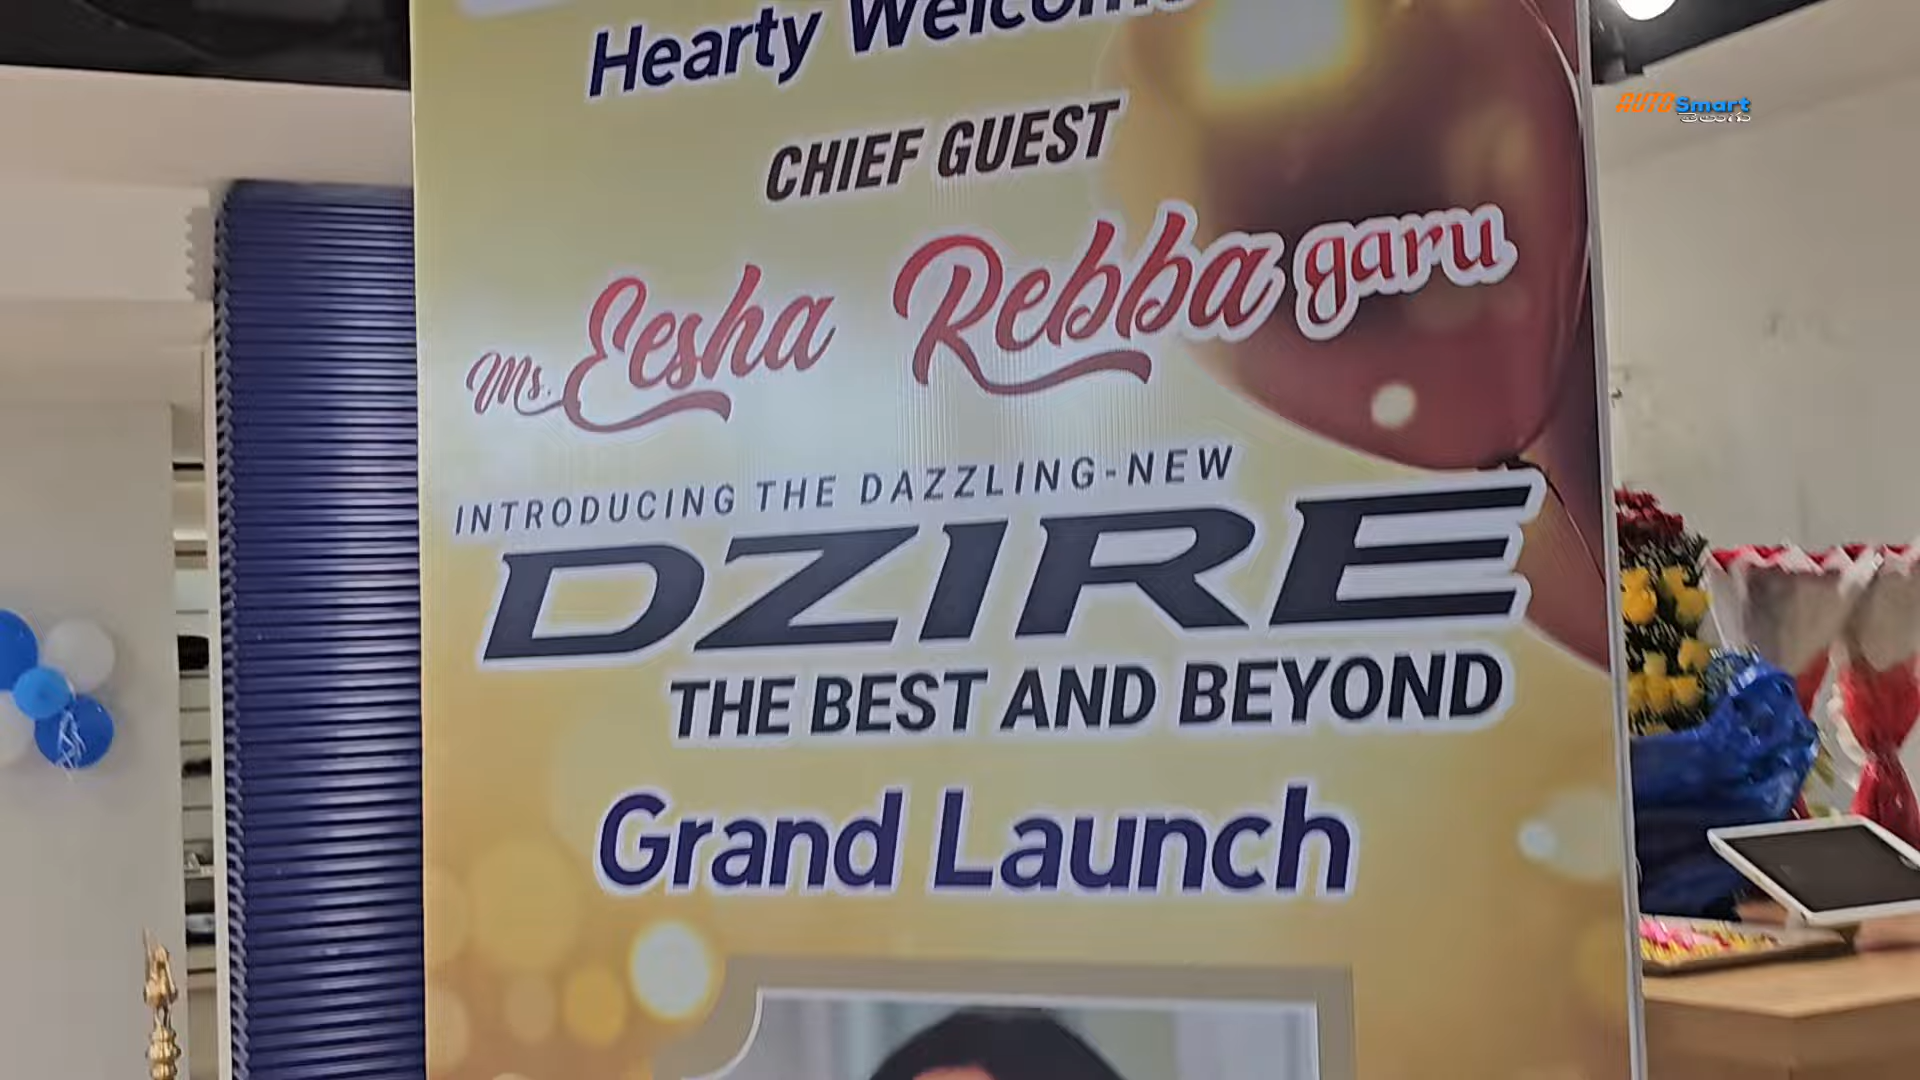 Hearty Welcome
CHIEF GUEST
Ms. Eesha Rebba garu
INTRODUCING THE DAZZLING-NEW
DZIRE
THE BEST AND BEYOND
Grand Launch
AUTO Smart
తెలుగు